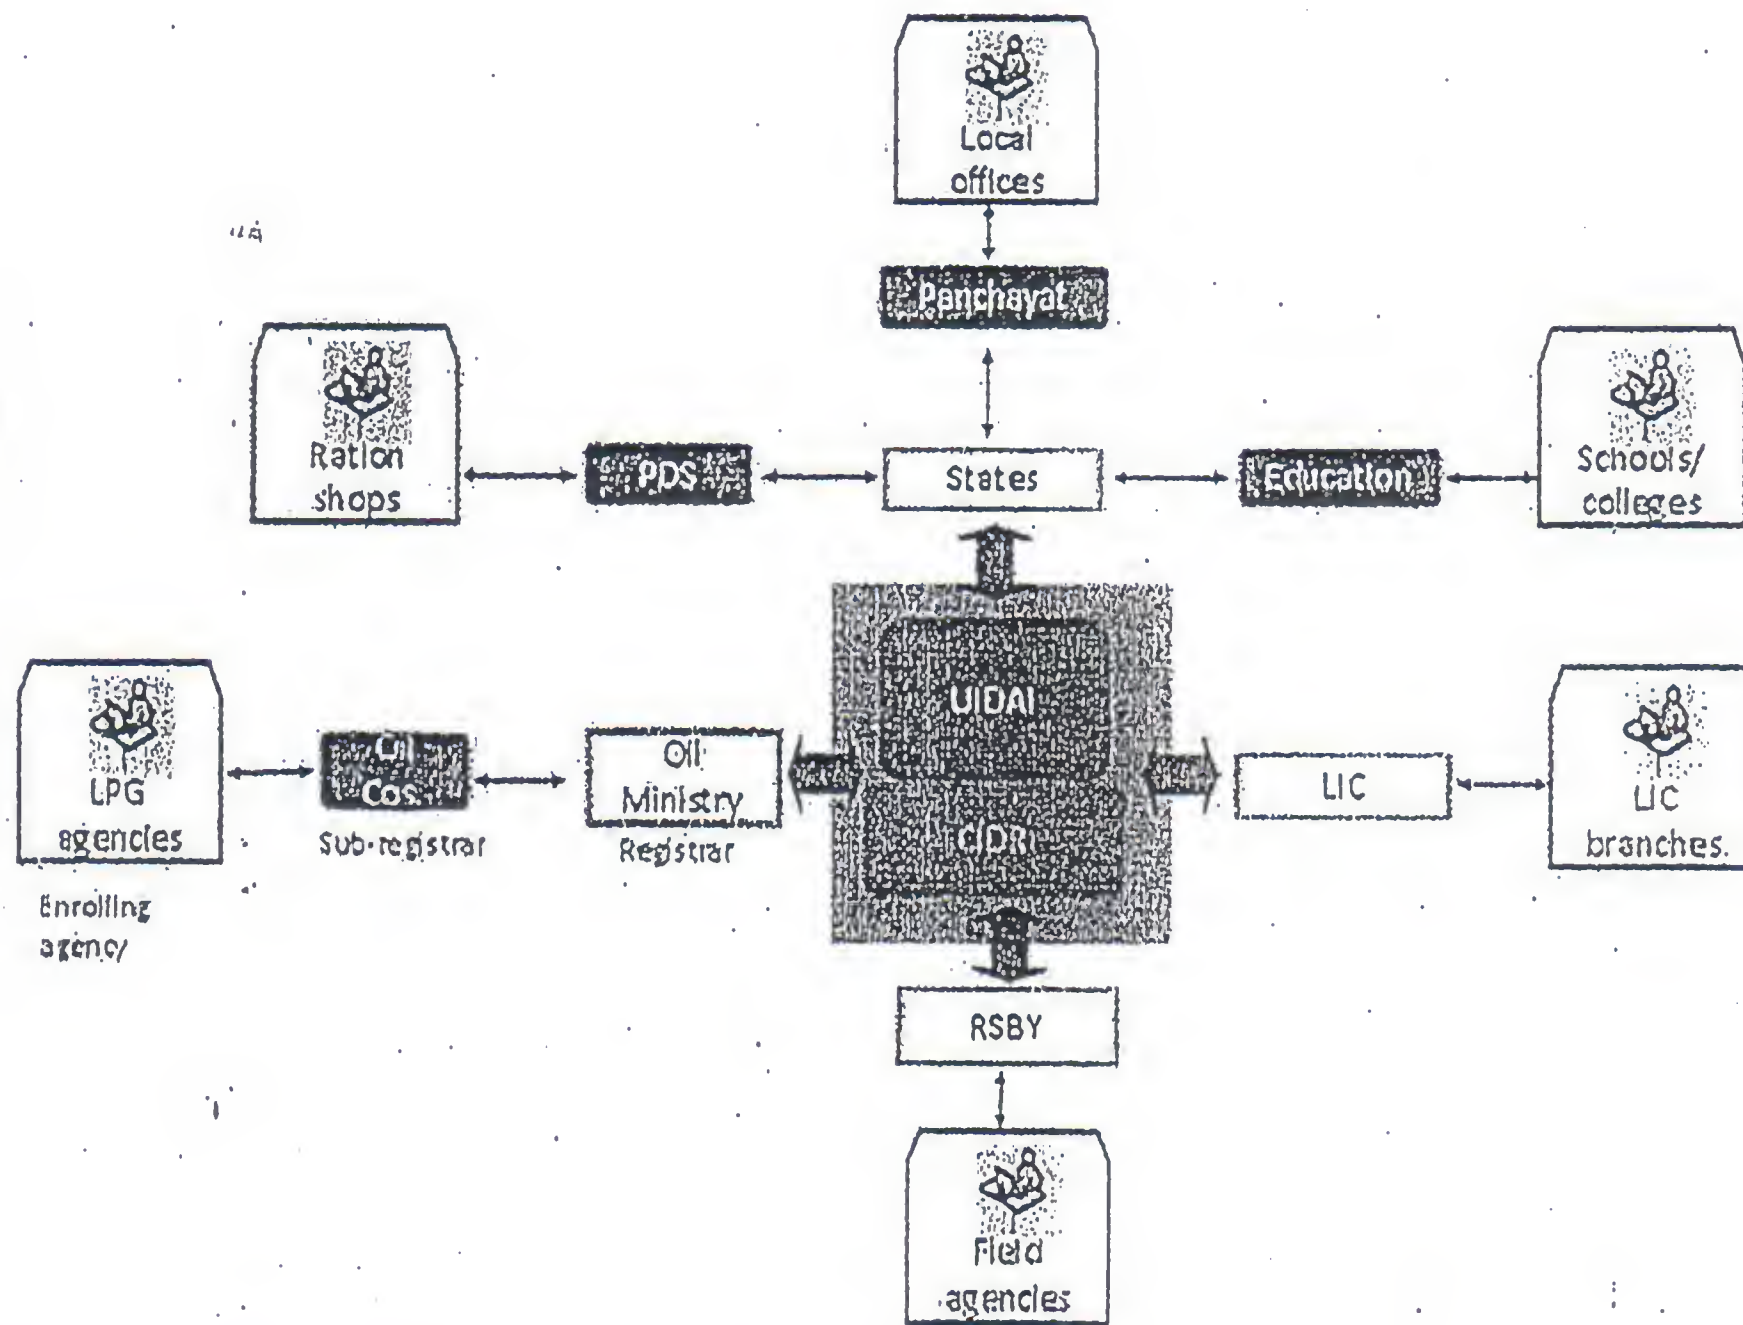 Local
offices
Panchayat
Ration
shops
PDS
States
Education
Schools/
colleges
UIDAI
CIDR
LPG
agencies
Enrolling
agency
Oil
Cos.
Sub-registrar
Oil
Ministry
Registrar
LIC
LIC
branches.
RSBY
Field
agencies